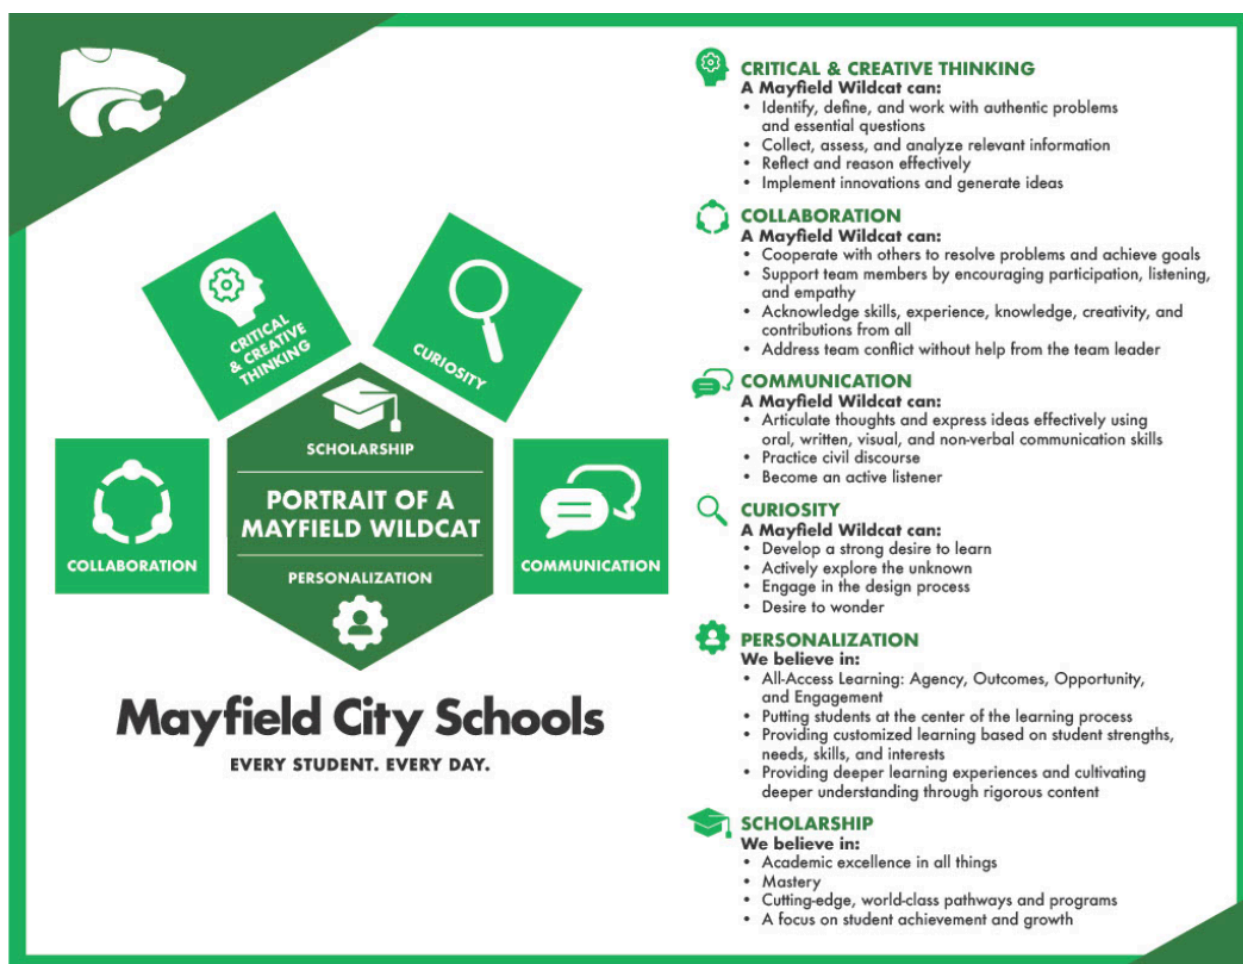 CRITICAL
& CREATIVE
THINKING
CURIOSITY
COLLABORATION
SCHOLARSHIP
PORTRAIT OF A
MAYFIELD WILDCAT
PERSONALIZATION
COMMUNICATION
Mayfield City Schools
EVERY STUDENT. EVERY DAY.
CRITICAL & CREATIVE THINKING
A Mayfield Wildcat can:
• Identify, define, and work with authentic problems
and essential questions
• Collect, assess, and analyze relevant information
• Reflect and reason effectively
• Implement innovations and generate ideas
COLLABORATION
A Mayfield Wildcat can:
• Cooperate with others to resolve problems and achieve goals
• Support team members by encouraging participation, listening,
and empathy
• Acknowledge skills, experience, knowledge, creativity, and
contributions from all
• Address team conflict without help from the team leader
COMMUNICATION
A Mayfield Wildcat can:
• Articulate thoughts and express ideas effectively using
oral, written, visual, and non-verbal communication skills
• Practice civil discourse
• Become an active listener
CURIOSITY
A Mayfield Wildcat can:
• Develop a strong desire to learn
• Actively explore the unknown
• Engage in the design process
• Desire to wonder
PERSONALIZATION
We believe in:
• All-Access Learning: Agency, Outcomes, Opportunity,
and Engagement
• Putting students at the center of the learning process
• Providing customized learning based on student strengths,
needs, skills, and interests
• Providing deeper learning experiences and cultivating
deeper understanding through rigorous content
SCHOLARSHIP
We believe in:
• Academic excellence in all things
• Mastery
• Cutting-edge, world-class pathways and programs
• A focus on student achievement and growth